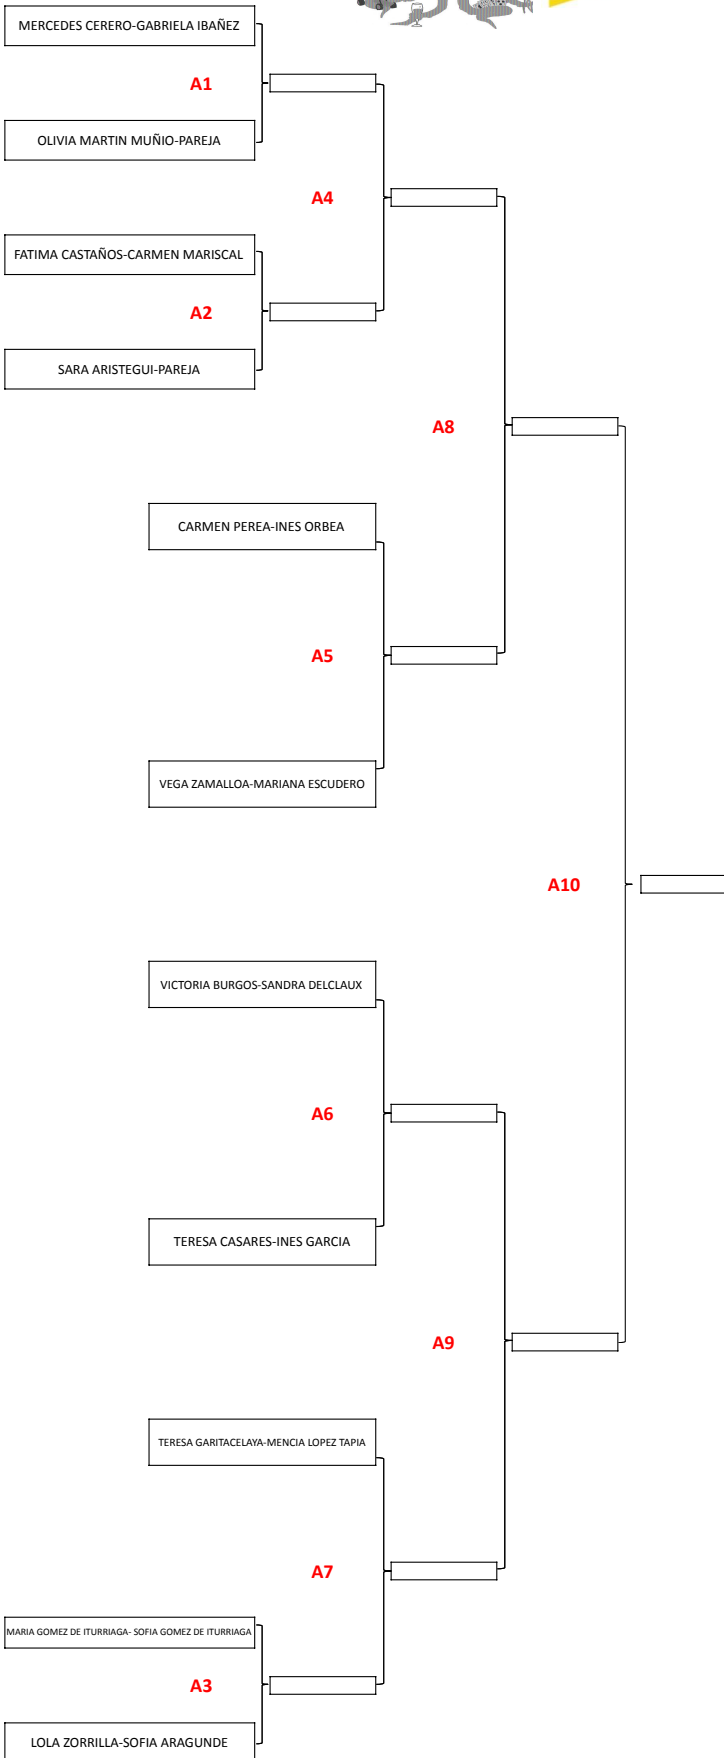 MERCEDES CERERO-GABRIELA IBAÑEZ
A1
OLIVIA MARTIN MUÑIO-PAREJA
A4
FATIMA CASTAÑOS-CARMEN MARISCAL
A2
SARA ARISTEGUI-PAREJA
A8
CARMEN PEREA-INES ORBEA
A5
VEGA ZAMALLOA-MARIANA ESCUDERO
A10
VICTORIA BURGOS-SANDRA DELCLAUX
A6
TERESA CASARES-INES GARCIA
A9
TERESA GARITACELAYA-MENCIA LOPEZ TAPIA
A7
MARIA GOMEZ DE ITURRIAGA- SOFIA GOMEZ DE ITURRIAGA
A3
LOLA ZORRILLA-SOFIA ARAGUNDE